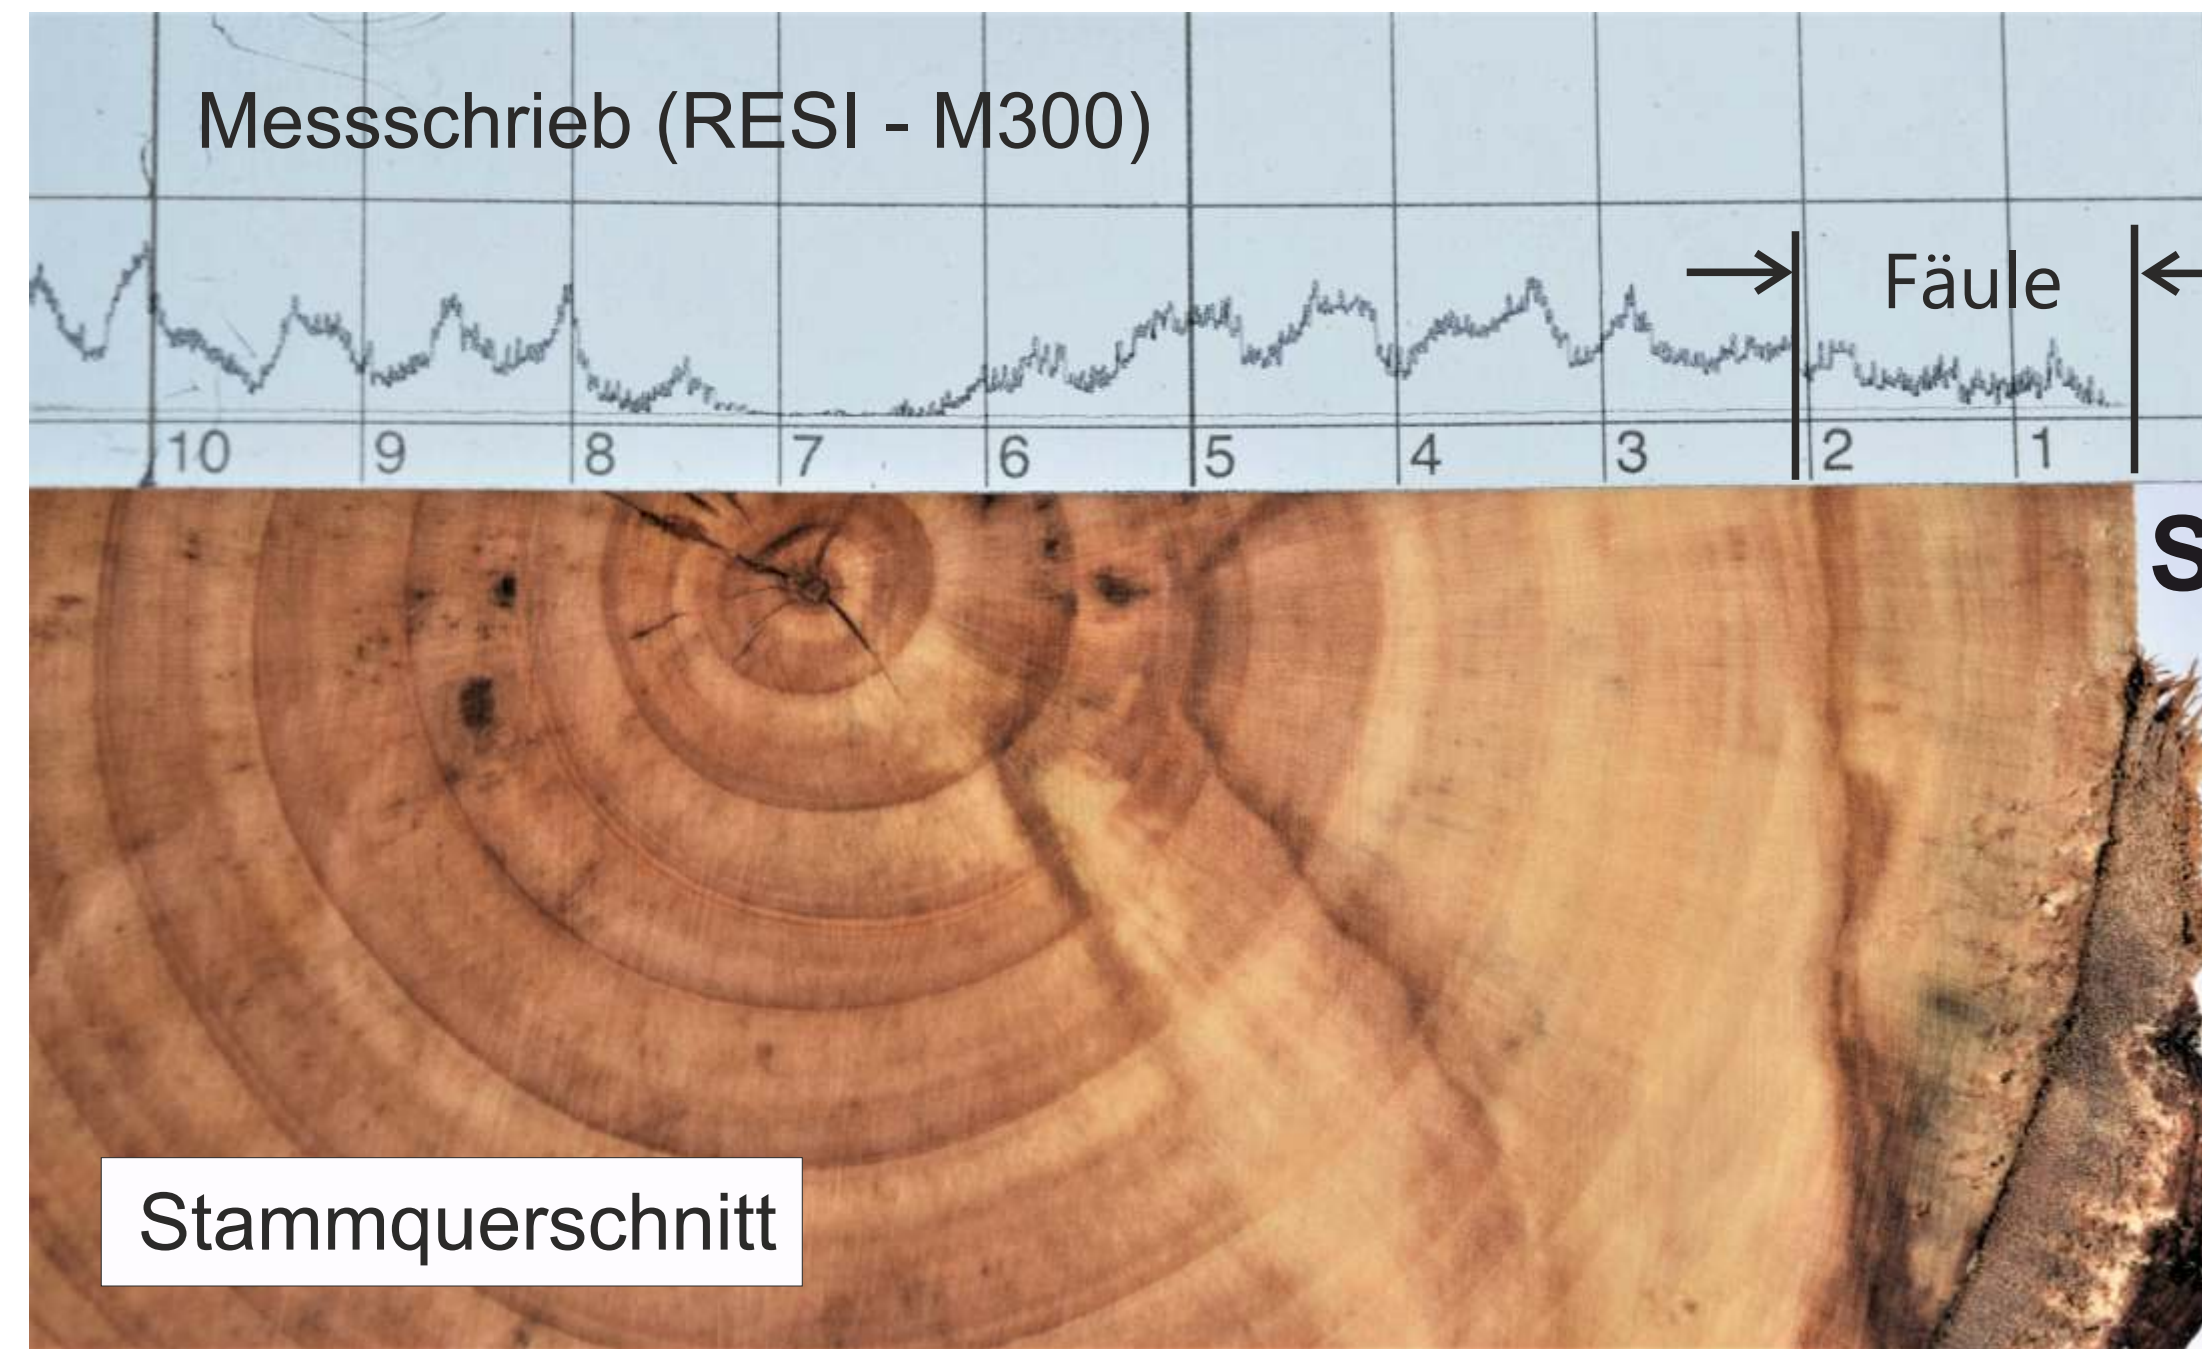 Messschrieb (RESI - M300)
Fäule
10 9 8 7 6 5 4 3 2 1
S
Stammquerschnitt